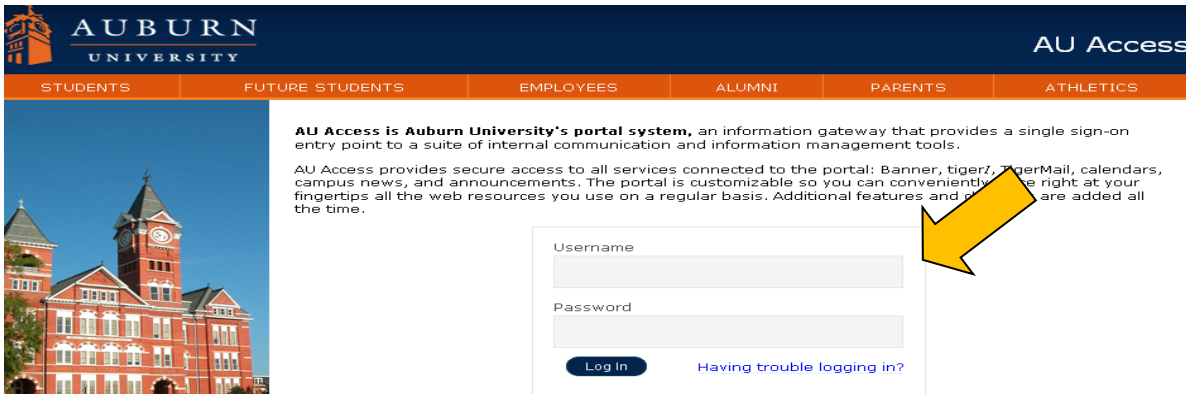 AUBURN
UNIVERSITY
AU Access
STUDENTS FUTURE STUDENTS EMPLOYEES ALUMNI PARENTS ATHLETICS
AU Access is Auburn University's portal system, an information gateway that provides a single sign-on
entry point to a suite of internal communication and information management tools.
AU Access provides secure access to all services connected to the portal: Banner, tigeri, TigerMail, calendars,
campus news, and announcements. The portal is customizable so you can conveniently right at your
fingertips all the web resources you use on a regular basis. Additional features and are added all
the time.
Username
Password
Log In Having trouble logging in?